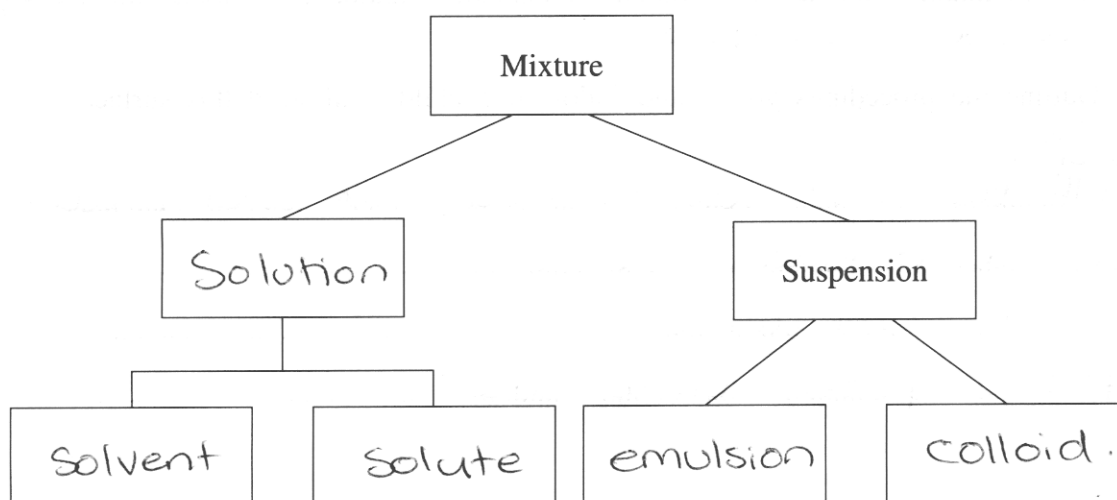 Mixture
Solution
Suspension
solvent
solute
emulsion
colloid.